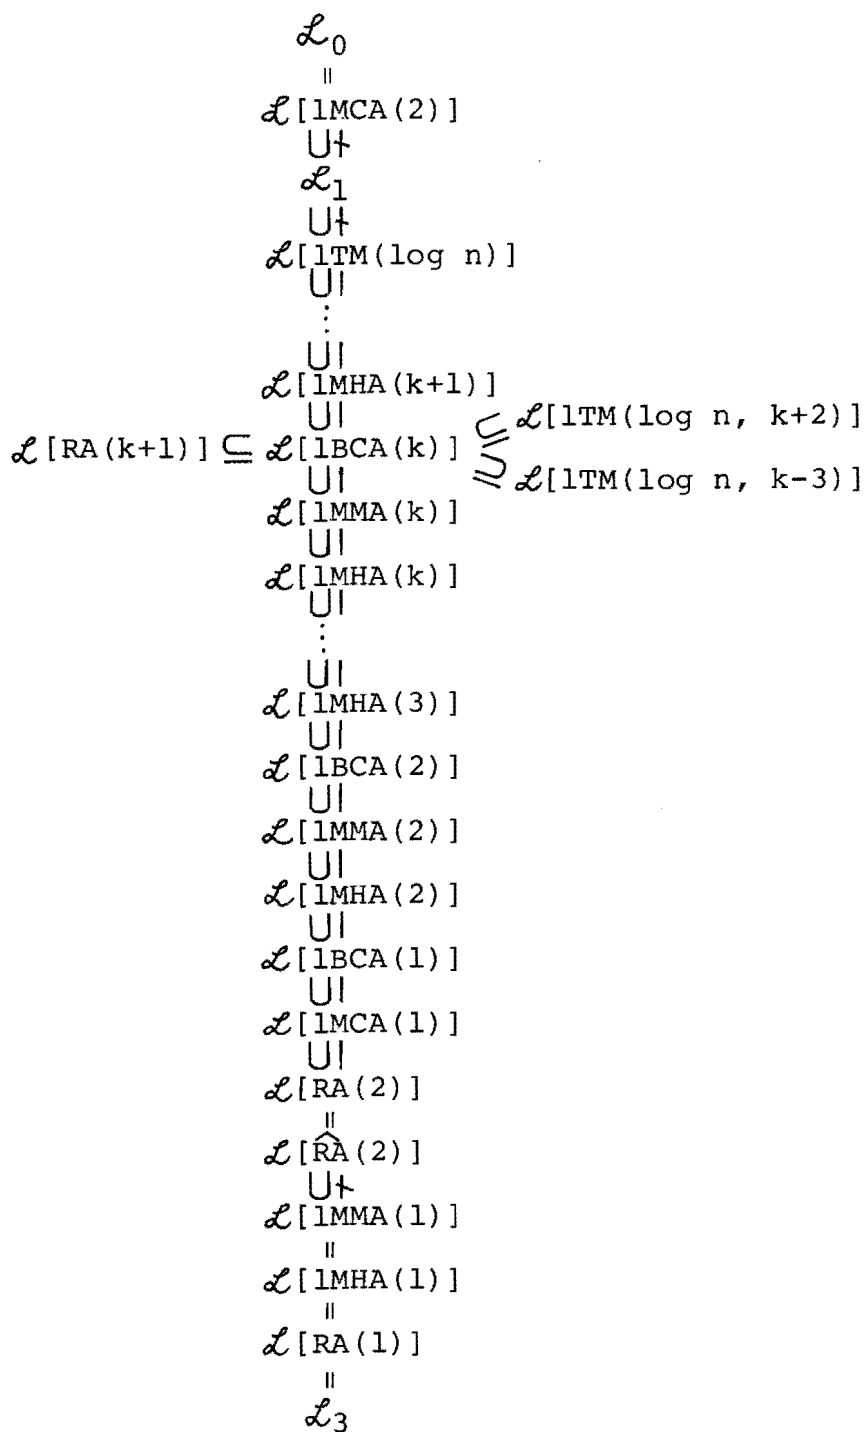 ℒ₀
=
ℒ[1MCA(2)]
⊋
ℒ₁
⊋
ℒ[1TM(log n)]
⊇
⋮
⊇
ℒ[1MHA(k+1)]
⊇
ℒ[RA(k+1)] ⊆ ℒ[1BCA(k)] ⊆ ℒ[1TM(log n, k+2)]
⊇ ℒ[1TM(log n, k-3)]
⊇
ℒ[1MMA(k)]
⊇
ℒ[1MHA(k)]
⊇
⋮
⊇
ℒ[1MHA(3)]
⊇
ℒ[1BCA(2)]
⊇
ℒ[1MMA(2)]
⊇
ℒ[1MHA(2)]
⊇
ℒ[1BCA(1)]
⊇
ℒ[1MCA(1)]
⊇
ℒ[RA(2)]
=
ℒ[R̂A(2)]
⊋
ℒ[1MMA(1)]
=
ℒ[1MHA(1)]
=
ℒ[RA(1)]
=
ℒ₃